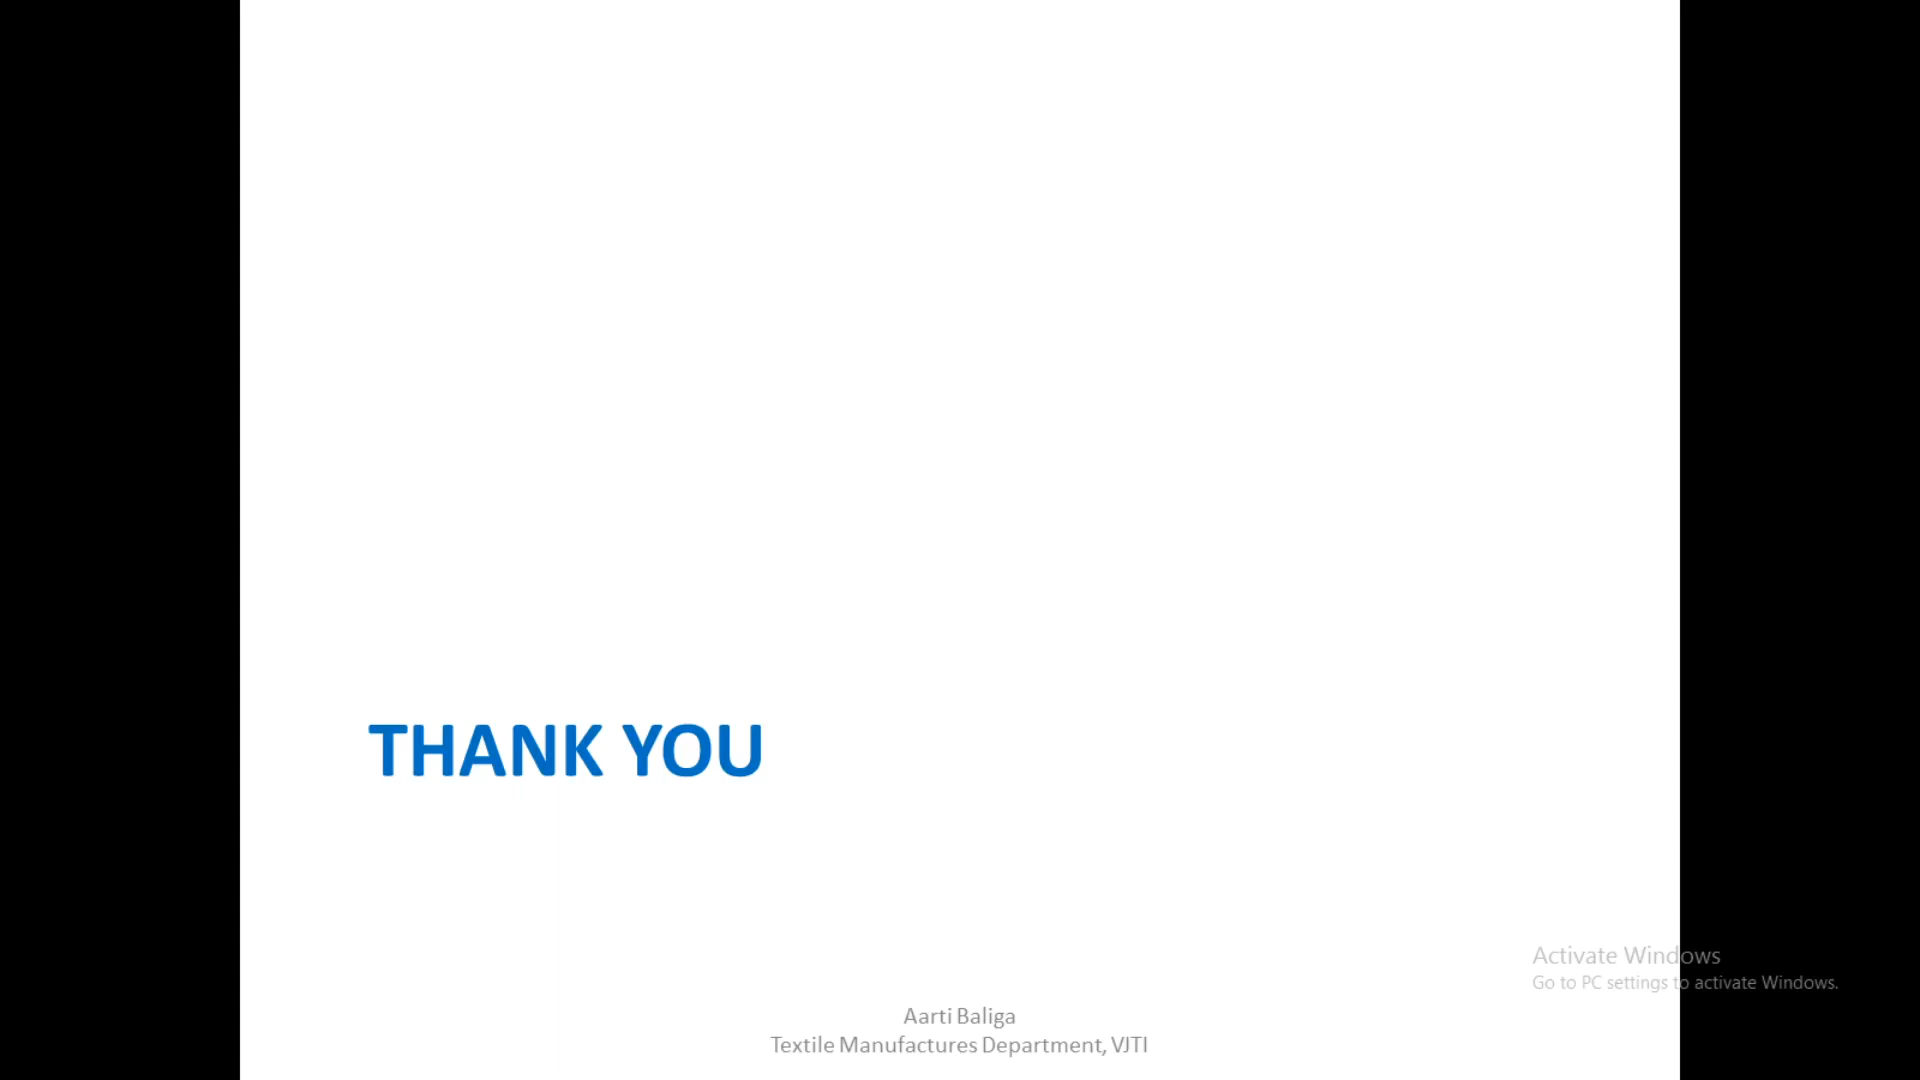 THANK YOU
Activate Windows
Go to PC settings to activate Windows.
Aarti Baliga
Textile Manufactures Department, VJTI